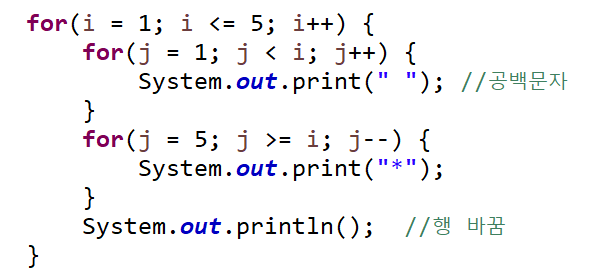 for(i = 1; i <= 5; i++) {
    for(j = 1; j < i; j++) {
        System.out.print(" "); //공백문자
    }
    for(j = 5; j >= i; j--) {
        System.out.print("*");
    }
    System.out.println();  //행 바꿈
}